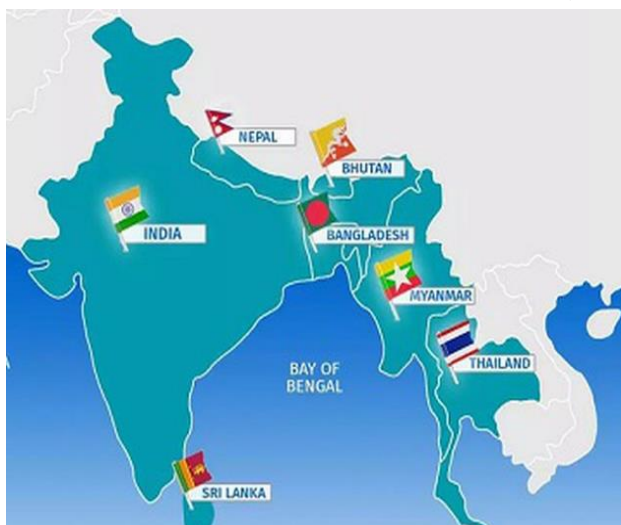 NEPAL
BHUTAN
INDIA
BANGLADESH
MYANMAR
THAILAND
BAY OF
BENGAL
SRI LANKA